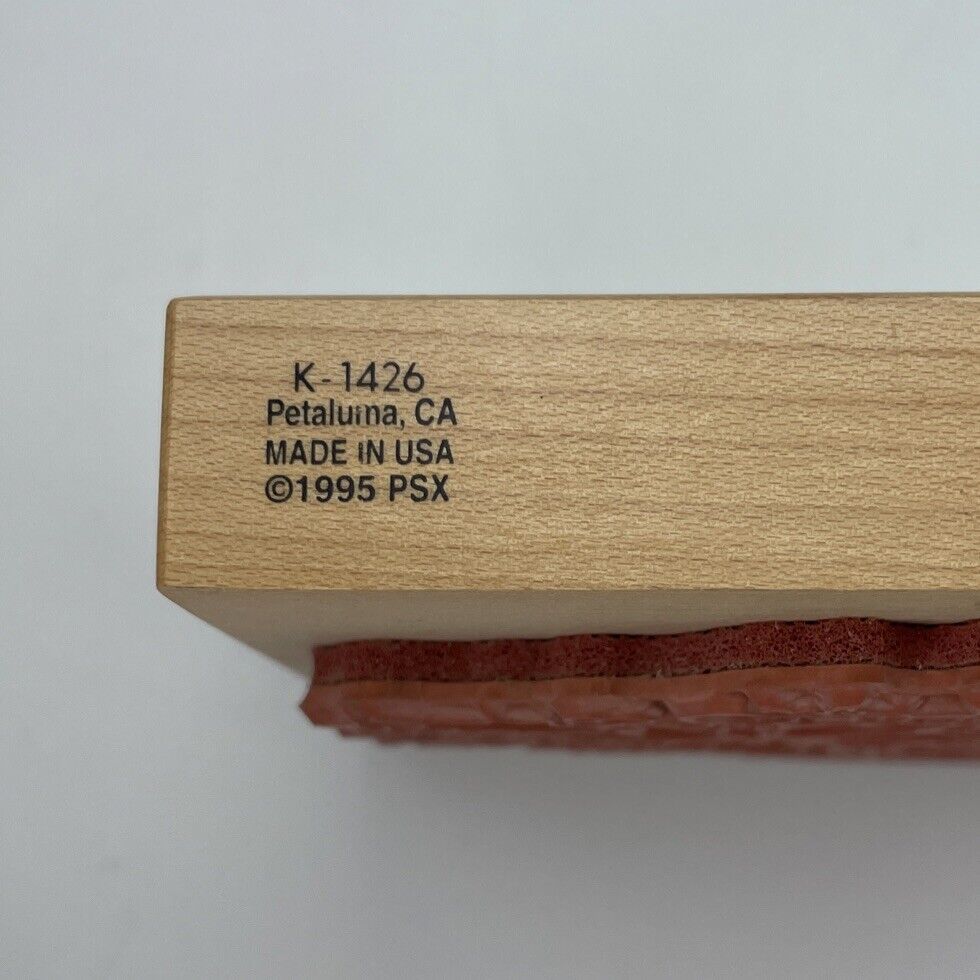 K-1426
Petaluma, CA
MADE IN USA
©1995 PSX